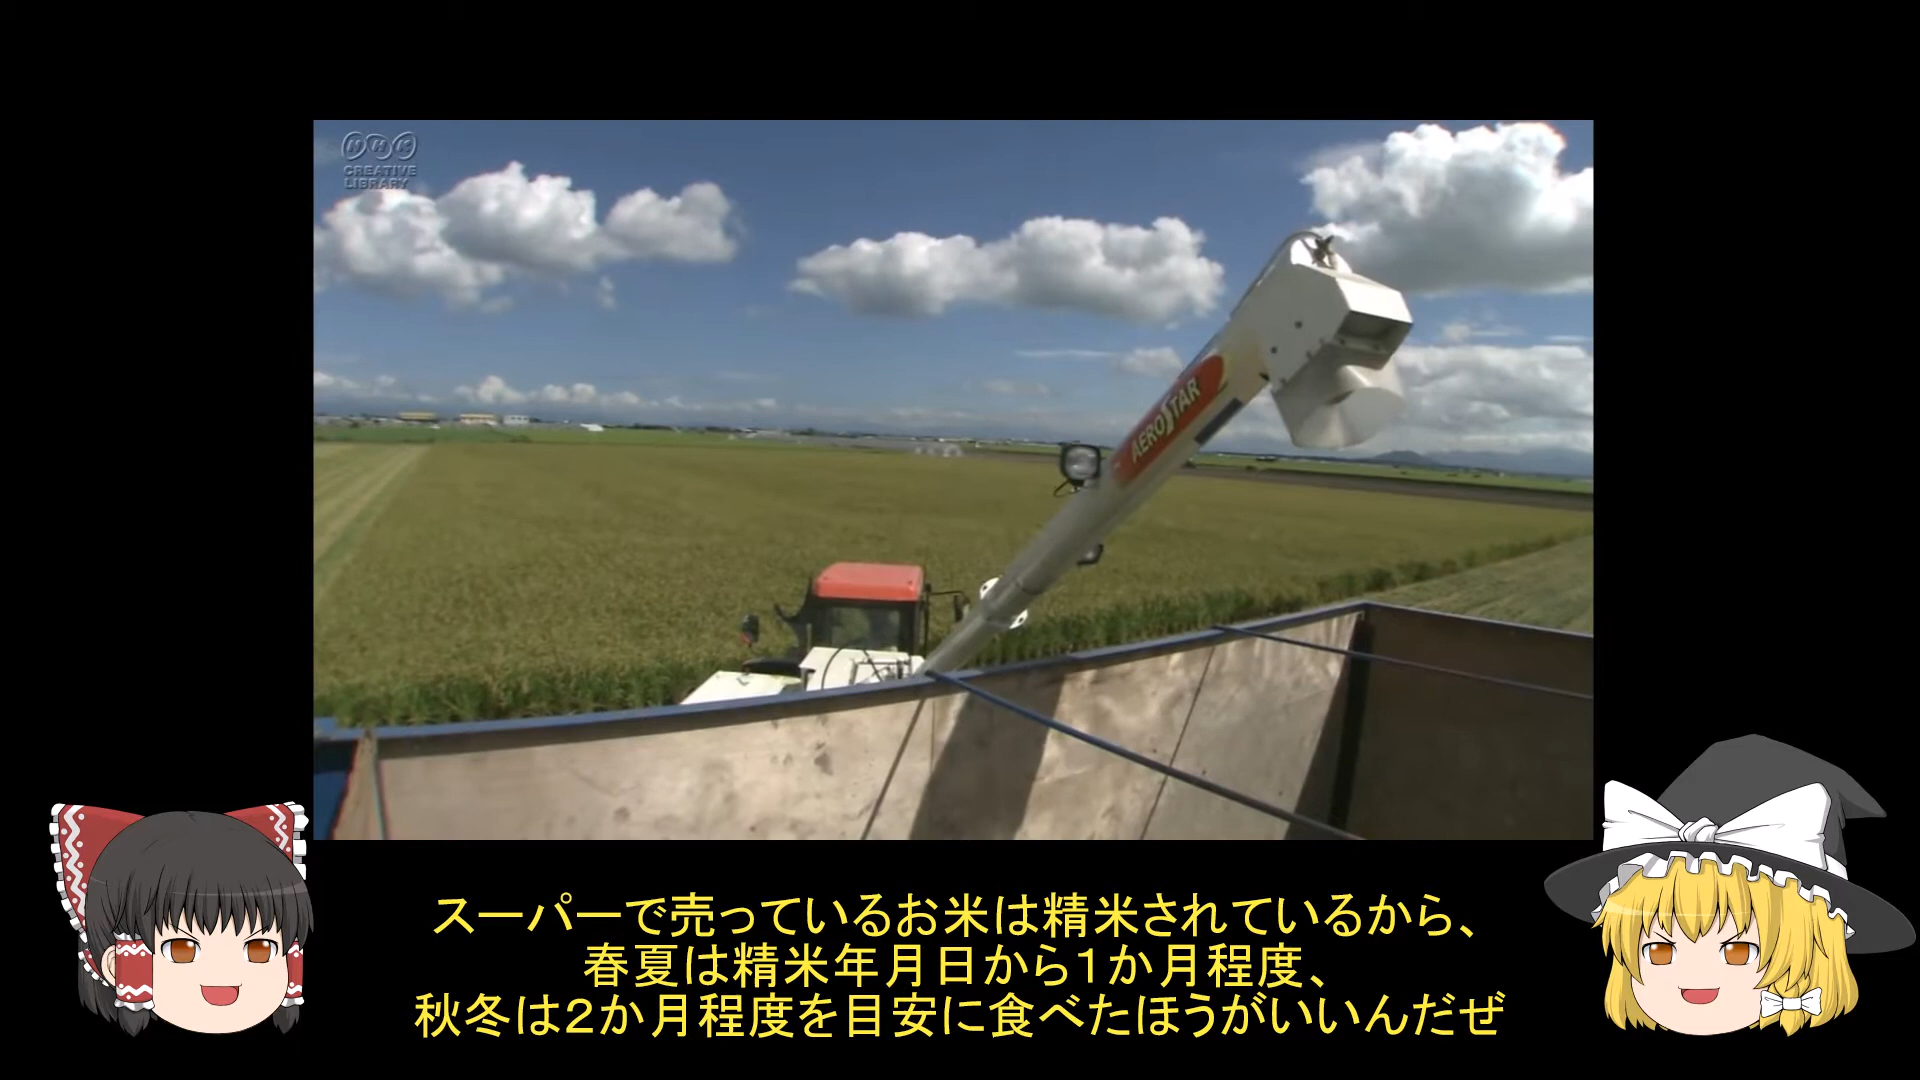 NHK
CREATIVE
LIBRARY
AEROSTAR
スーパーで売っているお米は精米されているから、
春夏は精米年月日から１か月程度、
秋冬は２か月程度を目安に食べたほうがいいんだぜ